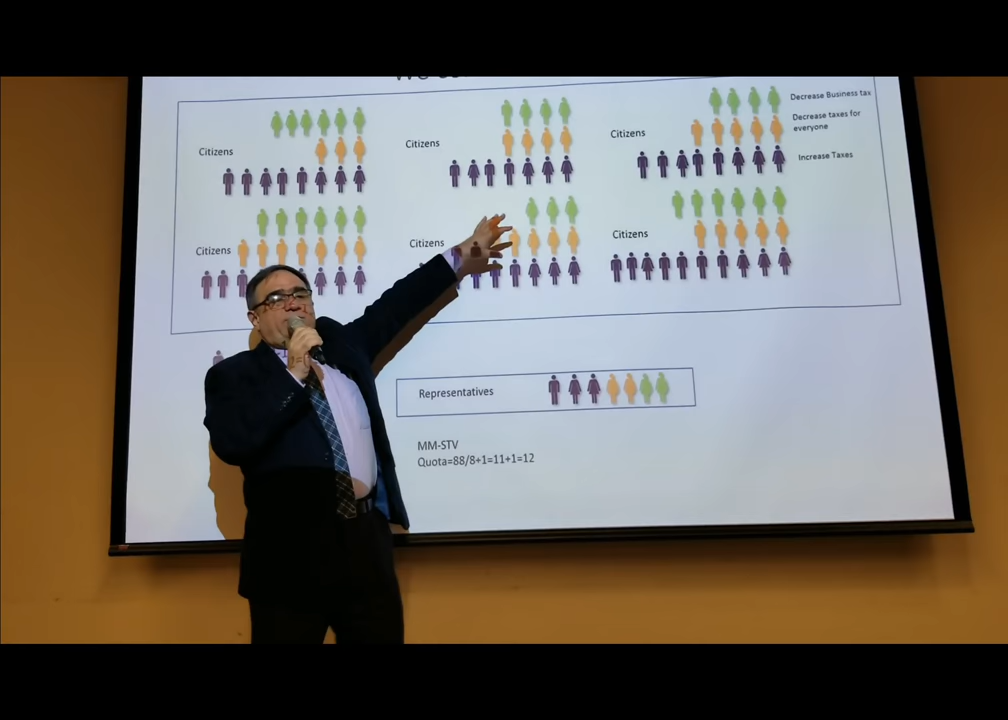 Citizens
Citizens
Citizens
Decrease Business tax
Decrease taxes for
everyone
Increase Taxes
Citizens
Citizens
Citizens
Representatives
MM-STV
Quota=88/8+1=11+1=12